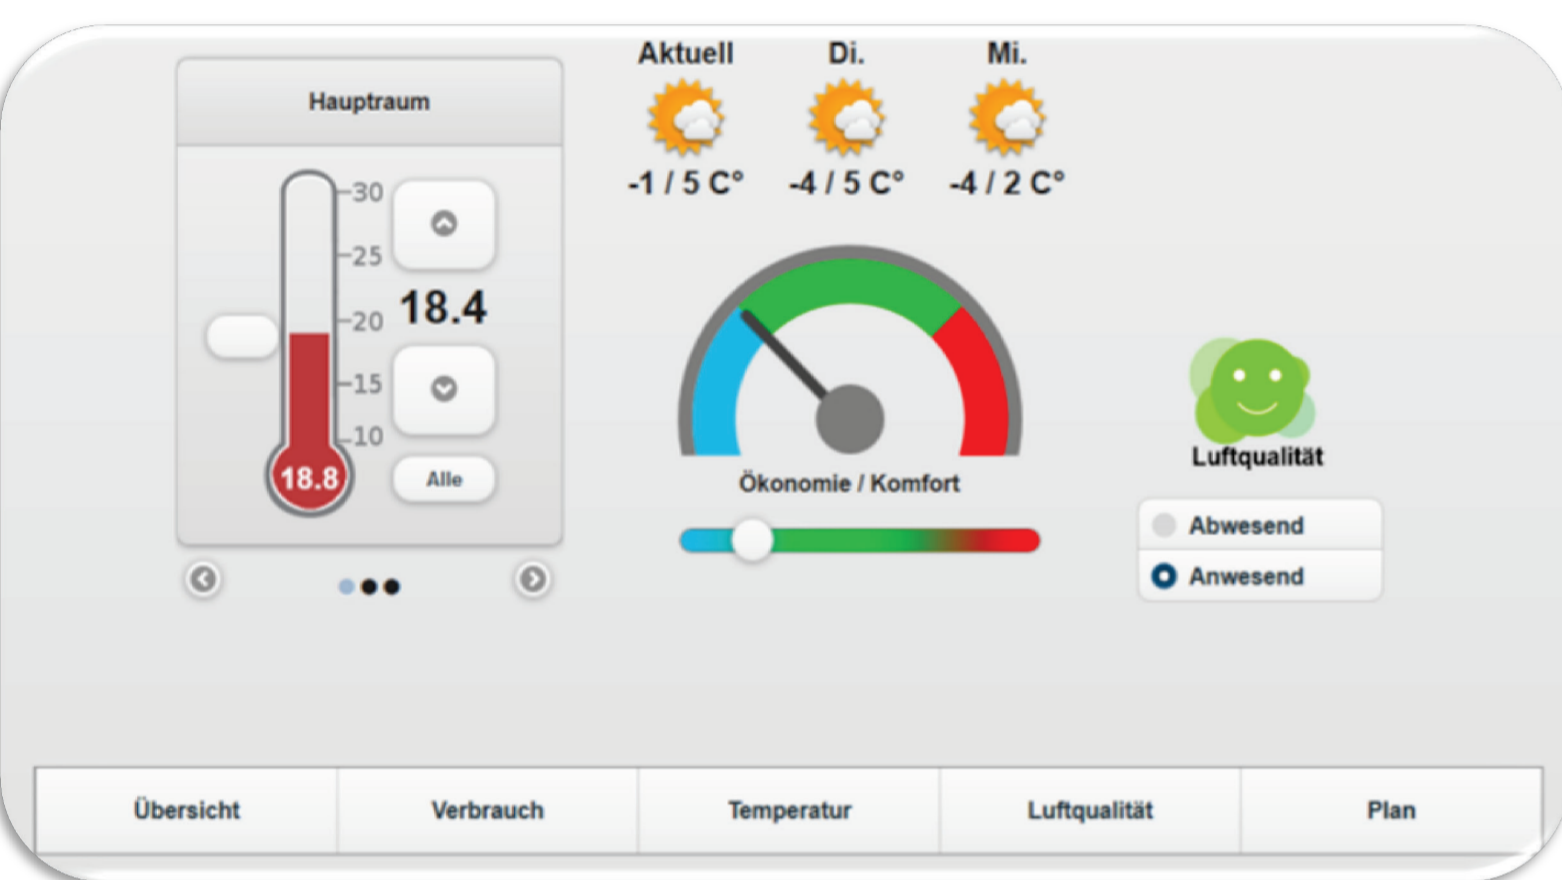 Hauptraum
30
25
20
15
10
18.4
Alle
18.8
Aktuell
Di.
Mi.
-1 / 5 C°
-4 / 5 C°
-4 / 2 C°
Ökonomie / Komfort
Luftqualität
Abwesend
Anwesend
Übersicht
Verbrauch
Temperatur
Luftqualität
Plan